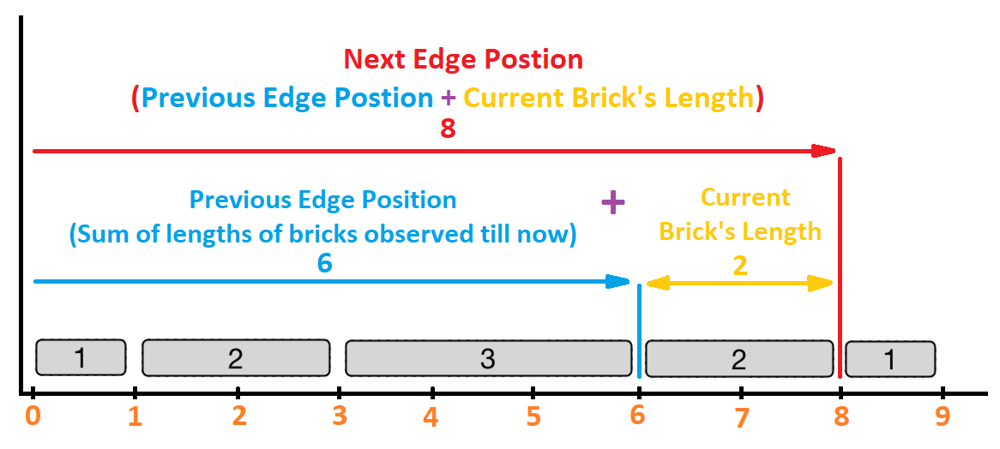 Next Edge Postion
(Previous Edge Postion + Current Brick's Length)
8
Previous Edge Position
(Sum of lengths of bricks observed till now)
6
+
Current
Brick's Length
2
1 2 3 2 1
0 1 2 3 4 5 6 7 8 9